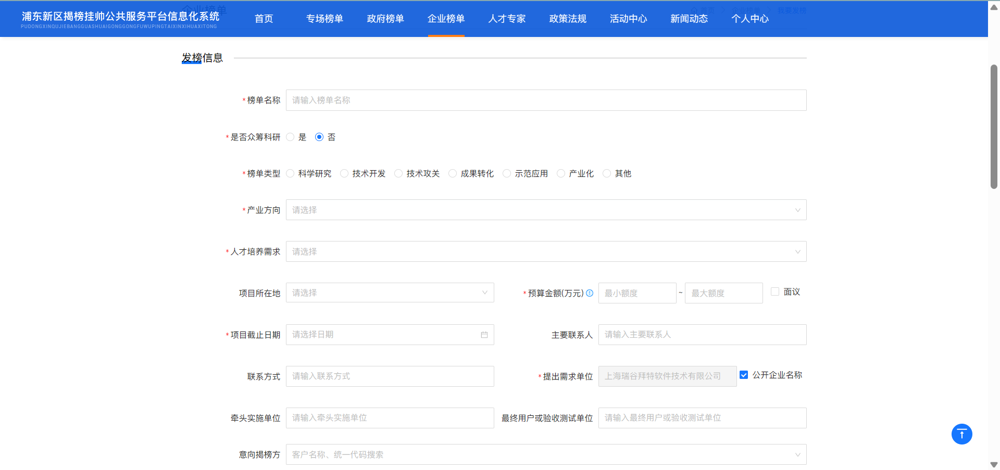 企业榜单
首页 > 企业榜单 > 我要发榜
浦东新区揭榜挂帅公共服务平台信息化系统
PUDONGXINQUJIEBANGGUASHUAIGONGGONGFUWUPINGTAIXINXIHUAXITONG
首页 专场榜单 政府榜单 企业榜单 人才专家 政策法规 活动中心 新闻动态 个人中心
发榜信息
*榜单名称 请输入榜单名称
*是否众筹科研 是 否
*榜单类型 科学研究 技术开发 技术攻关 成果转化 示范应用 产业化 其他
*产业方向 请选择
*人才培养需求 请选择
项目所在地 请选择 *预算金额(万元) 最小额度 ~ 最大额度 面议
*项目截止日期 请选择日期 主要联系人 请输入主要联系人
联系方式 请输入联系方式 *提出需求单位 上海瑞谷拜特软件技术有限公司 公开企业名称
牵头实施单位 请输入牵头实施单位 最终用户或验收测试单位 请输入最终用户或验收测试单位
意向揭榜方 客户名称、统一代码搜索